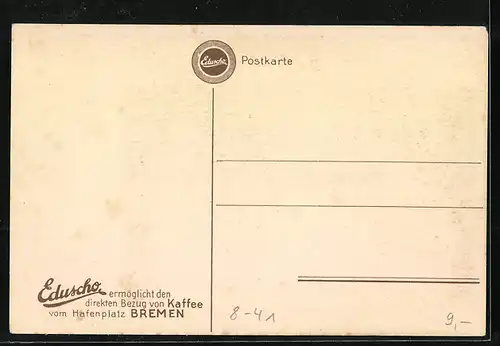 Eduscho
Postkarte
Eduscho ermöglicht den
direkten Bezug von Kaffee
vom Hafenplatz BREMEN
8-41
9,-